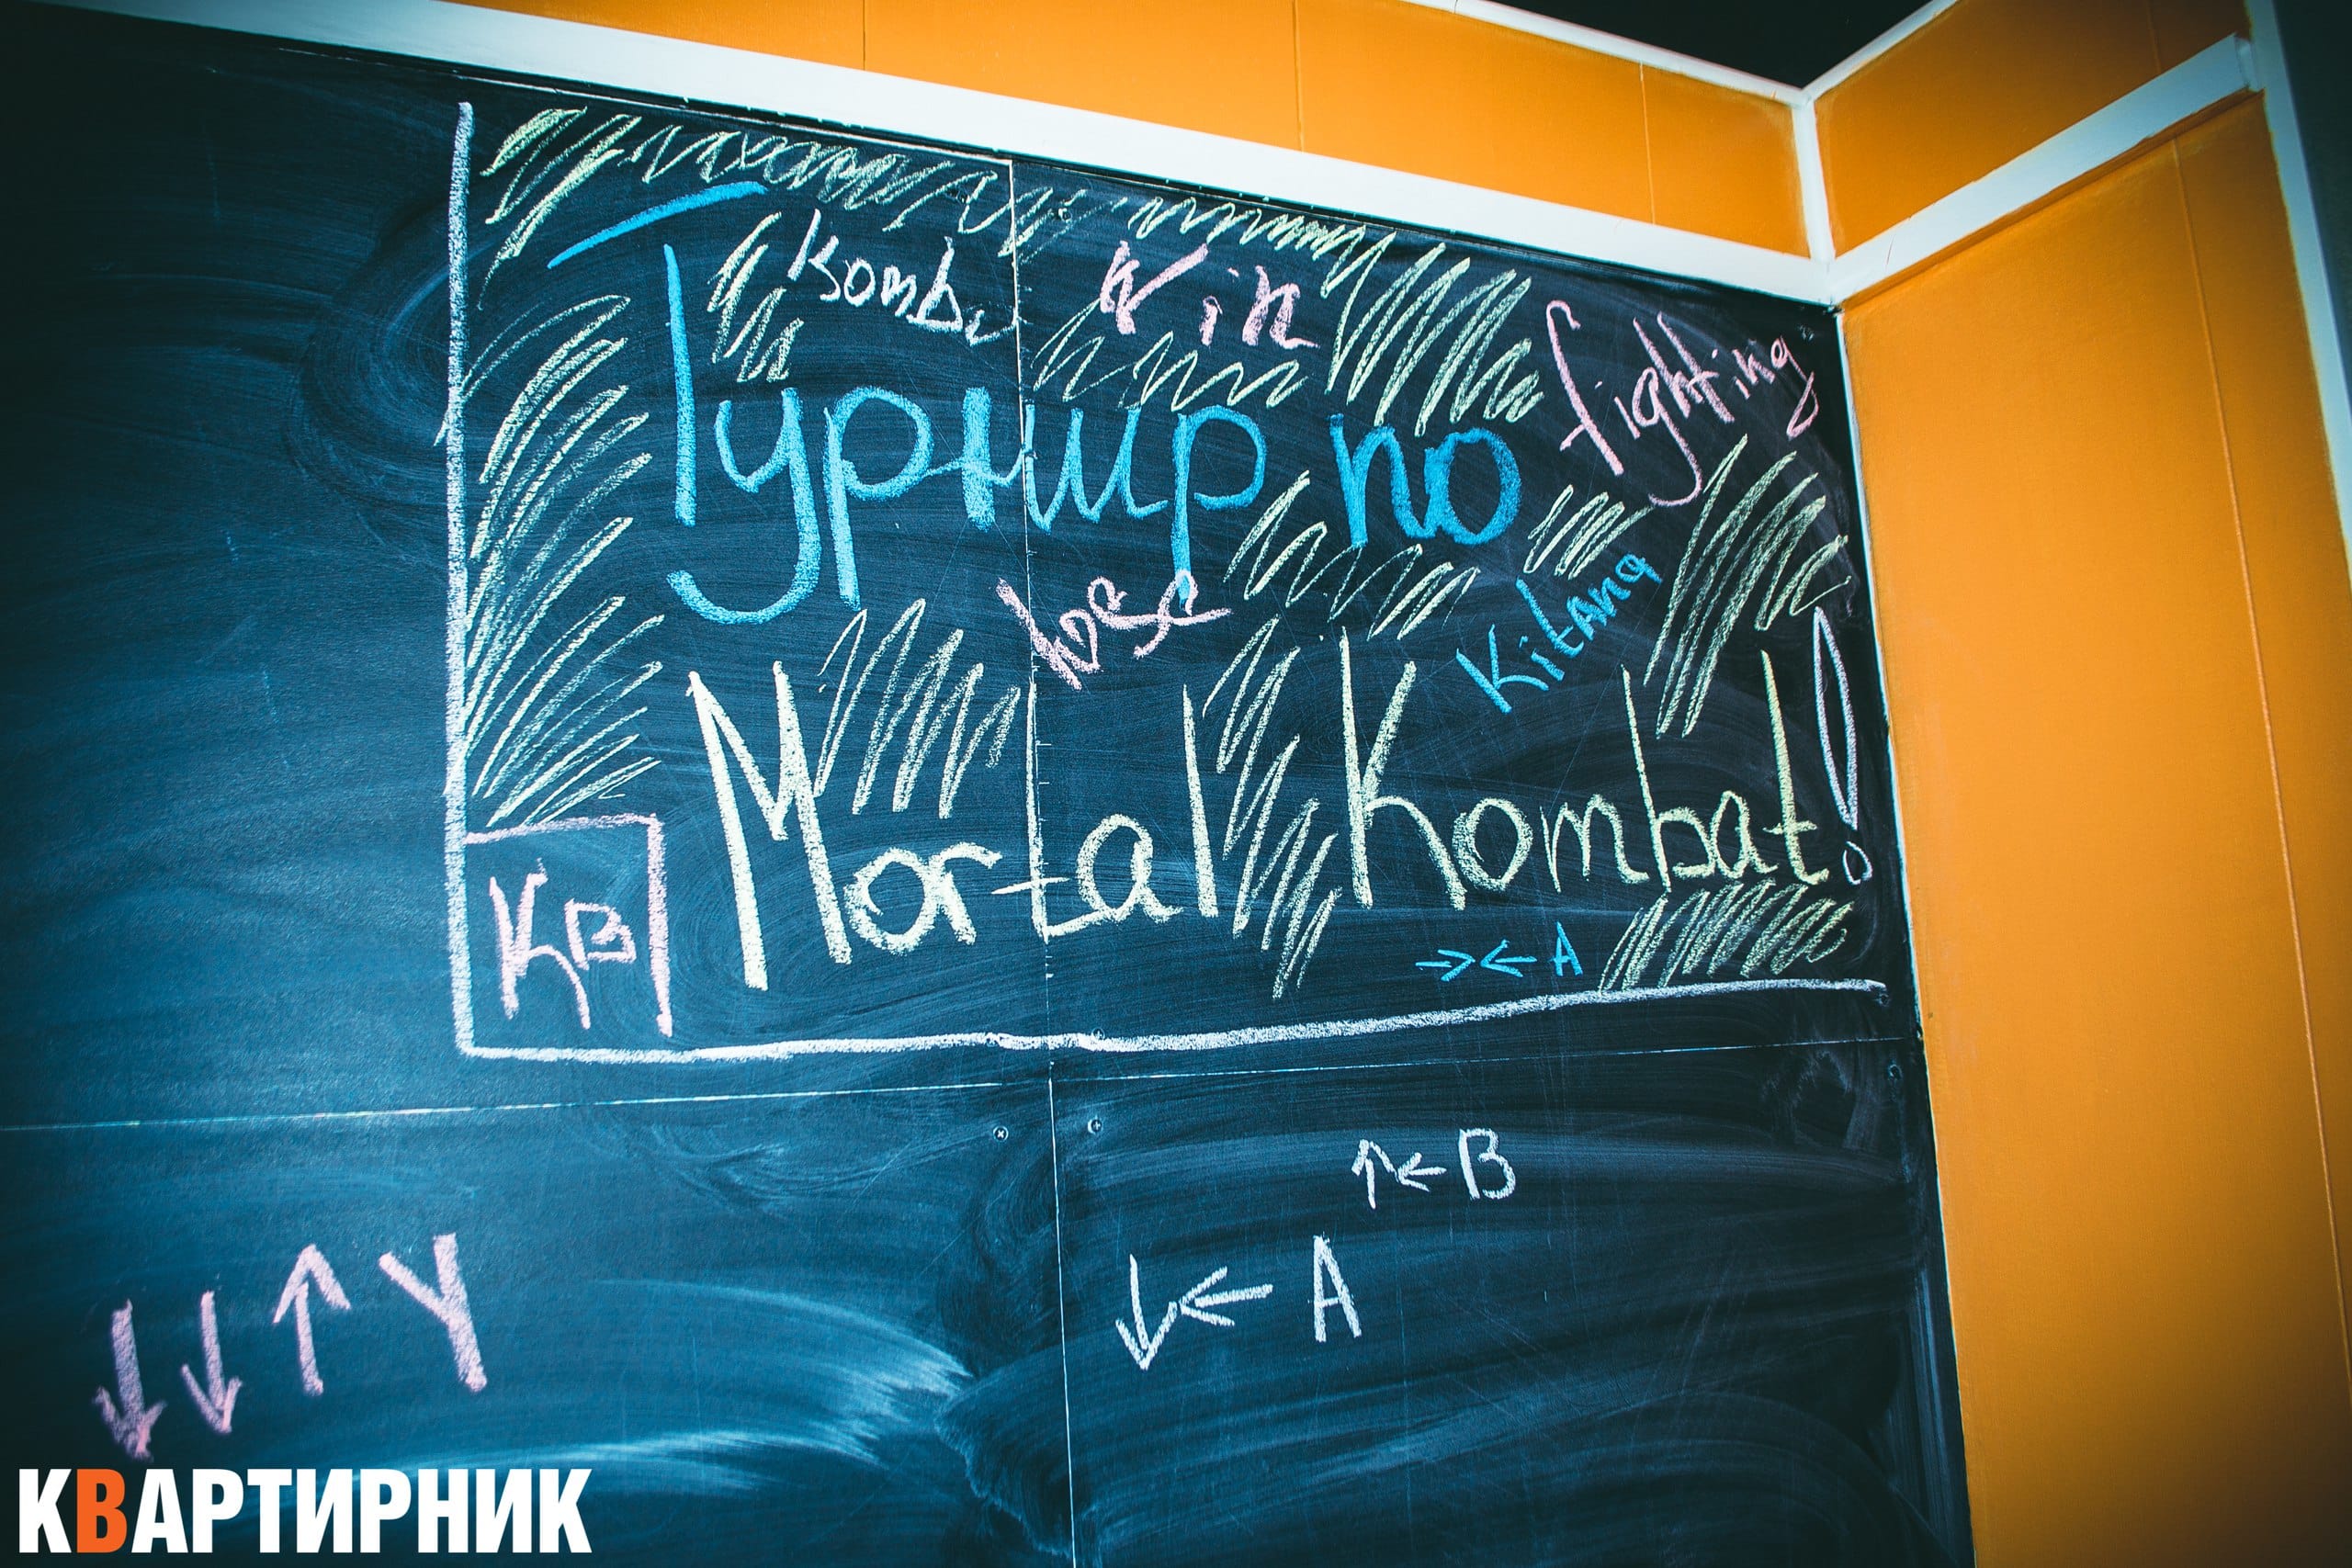 Kombo
Win
fighting
Турнир по
lose
Kitana
Mortal Kombat!
КВ
→← A
↑← B
↓← A
↓↓↑ Y
КВАРТИРНИК